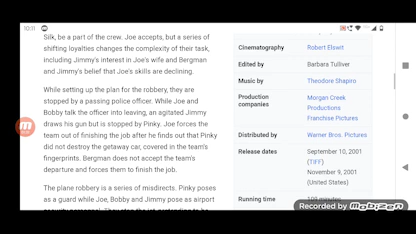 10:11
Silk, be a part of the crew. Joe accepts, but a series of
shifting loyalties changes the complexity of their task,
including Jimmy's interest in Joe's wife and Bergman
and Jimmy's belief that Joe's skills are declining.
While setting up the plan for the robbery, they are
stopped by a passing police officer. While Joe and
Bobby talk the officer into leaving, an agitated Jimmy
draws his gun but is stopped by Pinky. Joe forces the
team out of finishing the job after he finds out that Pinky
did not destroy the getaway car, covered in the team's
fingerprints. Bergman does not accept the team's
departure and forces them to finish the job.
The plane robbery is a series of misdirects. Pinky poses
as a guard while Joe, Bobby and Jimmy pose as airport
Cinematography Robert Elswit
Edited by Barbara Tulliver
Music by Theodore Shapiro
Production Morgan Creek
companies Productions
Franchise Pictures
Distributed by Warner Bros. Pictures
Release dates September 10, 2001
(TIFF)
November 9, 2001
(United States)
Running time 109 minutes
Recorded by Mobizen